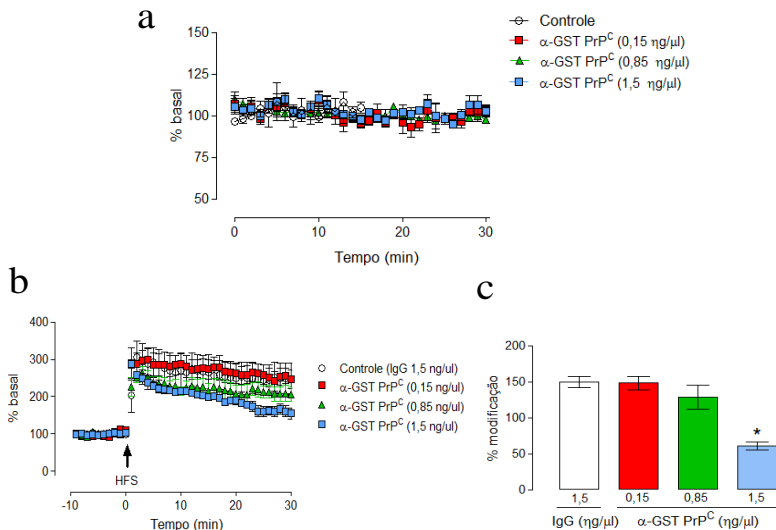 a
Controle
α-GST PrP^C (0,15 ηg/µl)
α-GST PrP^C (0,85 ηg/µl)
α-GST PrP^C (1,5 ηg/µl)
% basal
150
125
100
75
50
0 10 20 30
Tempo (min)
b
% basal
400
300
200
100
0
HFS
-10 0 10 20 30
Tempo (min)
Controle (IgG 1,5 ng/ul)
α-GST PrP^C (0,15 ng/ul)
α-GST PrP^C (0,85 ng/ul)
α-GST PrP^C (1,5 ng/ul)
c
% modificação
200
150
100
50
0
*
1,5 0,15 0,85 1,5
IgG (ηg/µl) α-GST PrP^C (ηg/µl)